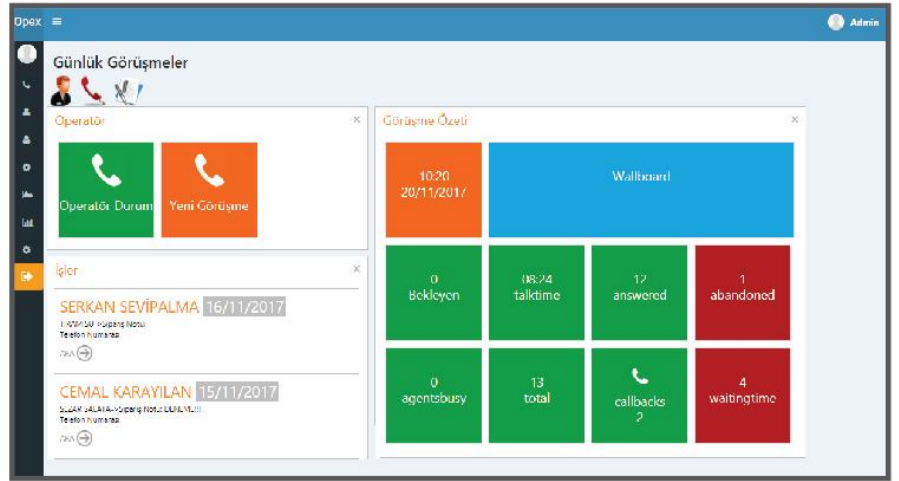 Opex
Admin
Günlük Görüşmeler
Operatör
Operatör Durum
Yeni Görüşme
İşler
SERKAN SEVİPALMA 16/11/2017
Telefon Numarası
CEMAL KARAYILAN 15/11/2017
Telefon Numarası
Görüşme Özeti
10:20
20/11/2017
Wallboard
0
Bekleyen
08:24
talktime
12
answered
1
abandoned
0
agentsbusy
13
total
callbacks
2
4
waitingtime